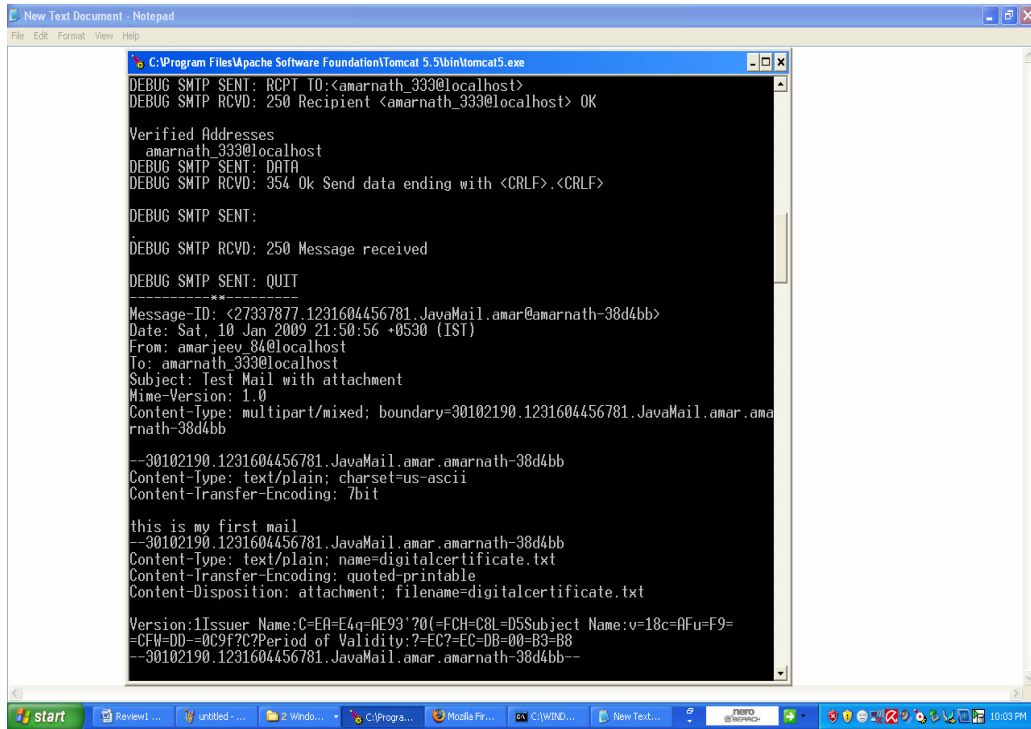 New Text Document - Notepad
File Edit Format View Help
C:\Program Files\Apache Software Foundation\Tomcat 5.5\bin\tomcat5.exe
DEBUG SMTP SENT: RCPT TO:<amarnath_333@localhost>
DEBUG SMTP RCVD: 250 Recipient <amarnath_333@localhost> OK
Verified Addresses
amarnath_333@localhost
DEBUG SMTP SENT: DATA
DEBUG SMTP RCVD: 354 Ok Send data ending with <CRLF>.<CRLF>
DEBUG SMTP SENT:
.
DEBUG SMTP RCVD: 250 Message received
DEBUG SMTP SENT: QUIT
----------**---------
Message-ID: <27337877.1231604456781.JavaMail.amar@amarnath-38d4bb>
Date: Sat, 10 Jan 2009 21:50:56 +0530 (IST)
From: amarjeev_84@localhost
To: amarnath_333@localhost
Subject: Test Mail with attachment
Mime-Version: 1.0
Content-Type: multipart/mixed; boundary=30102190.1231604456781.JavaMail.amar.ama
rnath-38d4bb
--30102190.1231604456781.JavaMail.amar.amarnath-38d4bb
Content-Type: text/plain; charset=us-ascii
Content-Transfer-Encoding: 7bit
this is my first mail
--30102190.1231604456781.JavaMail.amar.amarnath-38d4bb
Content-Type: text/plain; name=digitalcertificate.txt
Content-Transfer-Encoding: quoted-printable
Content-Disposition: attachment; filename=digitalcertificate.txt
Version:1Issuer Name:C=EA=E4q=AE93'?0(=FCH=C8L=D5Subject Name:v=18c=AFu=F9=
=CFW=DD-=0C9f?C?Period of Validity:?=EC?=EC=DB=00=B3=B8
--30102190.1231604456781.JavaMail.amar.amarnath-38d4bb--
start Review1 ... untitled - ... 2 Windo... C:\Progra... Mozilla Fir... C:\WIND... New Text... nero SEARCH 10:03 PM